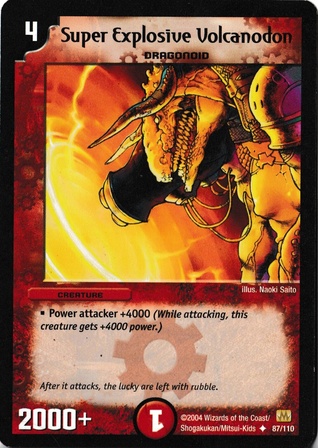 4
Super Explosive Volcanodon
DRAGONOID
illus. Naoki Saito
CREATURE
▪ Power attacker +4000 (While attacking, this
creature gets +4000 power.)
After it attacks, the lucky are left with rubble.
2000+
1
©2004 Wizards of the Coast/
Shogakukan/Mitsui-Kids ♦ 87/110